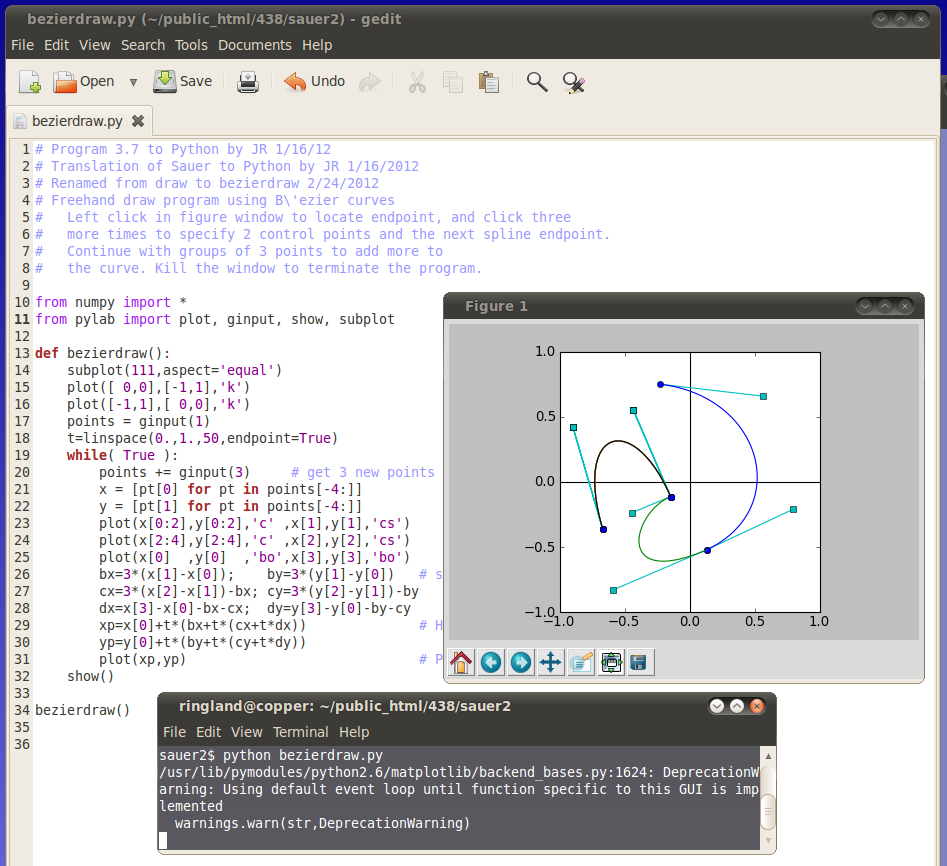 bezierdraw.py (~/public_html/438/sauer2) - gedit
File Edit View Search Tools Documents Help
Open Save Undo
bezierdraw.py
1 # Program 3.7 to Python by JR 1/16/12
2 # Translation of Sauer to Python by JR 1/16/2012
3 # Renamed from draw to bezierdraw 2/24/2012
4 # Freehand draw program using B\'ezier curves
5 #   Left click in figure window to locate endpoint, and click three
6 #   more times to specify 2 control points and the next spline endpoint.
7 #   Continue with groups of 3 points to add more to
8 #   the curve. Kill the window to terminate the program.
9
10 from numpy import *
11 from pylab import plot, ginput, show, subplot
12
13 def bezierdraw():
14     subplot(111,aspect='equal')
15     plot([ 0,0],[-1,1],'k')
16     plot([-1,1],[ 0,0],'k')
17     points = ginput(1)
18     t=linspace(0.,1.,50,endpoint=True)
19     while( True ):
20         points += ginput(3)     # get 3 new points
21         x = [pt[0] for pt in points[-4:]]
22         y = [pt[1] for pt in points[-4:]]
23         plot(x[0:2],y[0:2],'c' ,x[1],y[1],'cs')
24         plot(x[2:4],y[2:4],'c' ,x[2],y[2],'cs')
25         plot(x[0]  ,y[0]  ,'bo',x[3],y[3],'bo')
26         bx=3*(x[1]-x[0]);    by=3*(y[1]-y[0])   # s
27         cx=3*(x[2]-x[1])-bx; cy=3*(y[2]-y[1])-by
28         dx=x[3]-x[0]-bx-cx;  dy=y[3]-y[0]-by-cy
29         xp=x[0]+t*(bx+t*(cx+t*dx))              # H
30         yp=y[0]+t*(by+t*(cy+t*dy))
31         plot(xp,yp)                             # P
32     show()
33
34 bezierdraw()
35
36
Figure 1
1.0
0.5
0.0
−0.5
−1.0
−1.0 −0.5 0.0 0.5 1.0
ringland@copper: ~/public_html/438/sauer2
File Edit View Terminal Help
sauer2$ python bezierdraw.py
/usr/lib/pymodules/python2.6/matplotlib/backend_bases.py:1624: DeprecationW
arning: Using default event loop until function specific to this GUI is imp
lemented
  warnings.warn(str,DeprecationWarning)